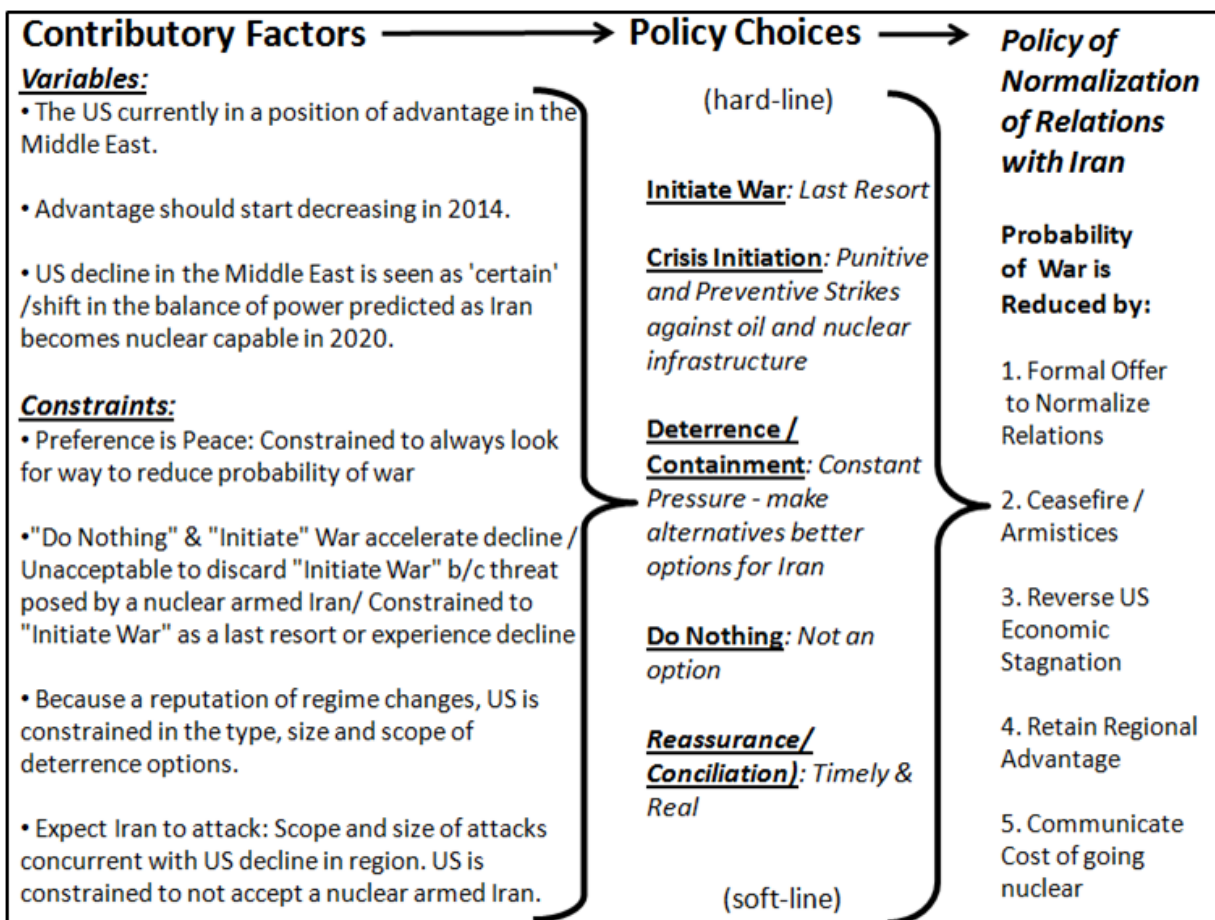 Contributory Factors
Variables:
• The US currently in a position of advantage in the
Middle East.
• Advantage should start decreasing in 2014.
• US decline in the Middle East is seen as 'certain'
/shift in the balance of power predicted as Iran
becomes nuclear capable in 2020.
Constraints:
• Preference is Peace: Constrained to always look
for way to reduce probability of war
•"Do Nothing" & "Initiate" War accelerate decline /
Unacceptable to discard "Initiate War" b/c threat
posed by a nuclear armed Iran/ Constrained to
"Initiate War" as a last resort or experience decline
• Because a reputation of regime changes, US is
constrained in the type, size and scope of
deterrence options.
• Expect Iran to attack: Scope and size of attacks
concurrent with US decline in region. US is
constrained to not accept a nuclear armed Iran.
Policy Choices
(hard-line)
Initiate War: Last Resort
Crisis Initiation: Punitive
and Preventive Strikes
against oil and nuclear
infrastructure
Deterrence /
Containment: Constant
Pressure - make
alternatives better
options for Iran
Do Nothing: Not an
option
Reassurance/
Conciliation): Timely &
Real
(soft-line)
Policy of
Normalization
of Relations
with Iran
Probability
of War is
Reduced by:
1. Formal Offer
to Normalize
Relations
2. Ceasefire /
Armistices
3. Reverse US
Economic
Stagnation
4. Retain Regional
Advantage
5. Communicate
Cost of going
nuclear